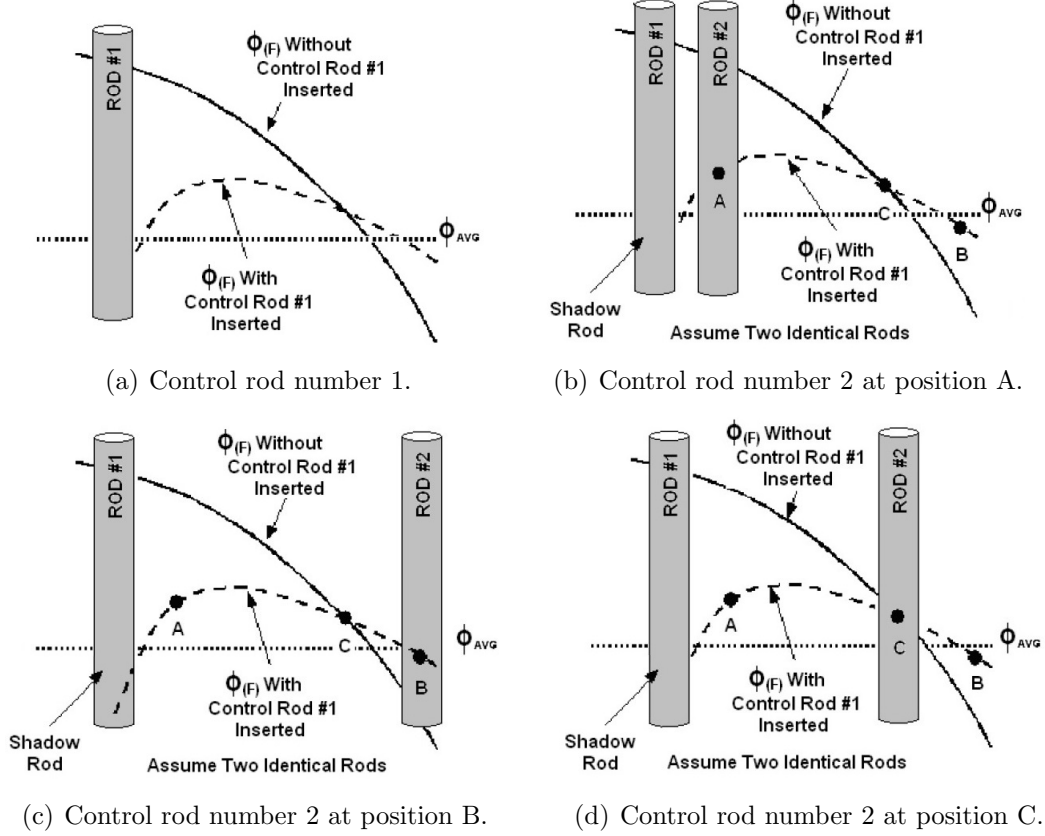 ROD #1
Φ(F) Without
Control Rod #1
Inserted
Φ AVG
Φ(F) With
Control Rod #1
Inserted
(a) Control rod number 1.
ROD #1
ROD #2
Φ(F) Without
Control Rod #1
Inserted
A
C
Φ AVG
B
Φ(F) With
Control Rod #1
Inserted
Shadow
Rod
Assume Two Identical Rods
(b) Control rod number 2 at position A.
ROD #1
Φ(F) Without
Control Rod #1
Inserted
ROD #2
A
C
Φ AVG
B
Φ(F) With
Control Rod #1
Inserted
Shadow
Rod
Assume Two Identical Rods
(c) Control rod number 2 at position B.
ROD #1
Φ(F) Without
Control Rod #1
Inserted
ROD #2
A
C
Φ AVG
B
Φ(F) With
Control Rod #1
Inserted
Shadow
Rod
Assume Two Identical Rods
(d) Control rod number 2 at position C.